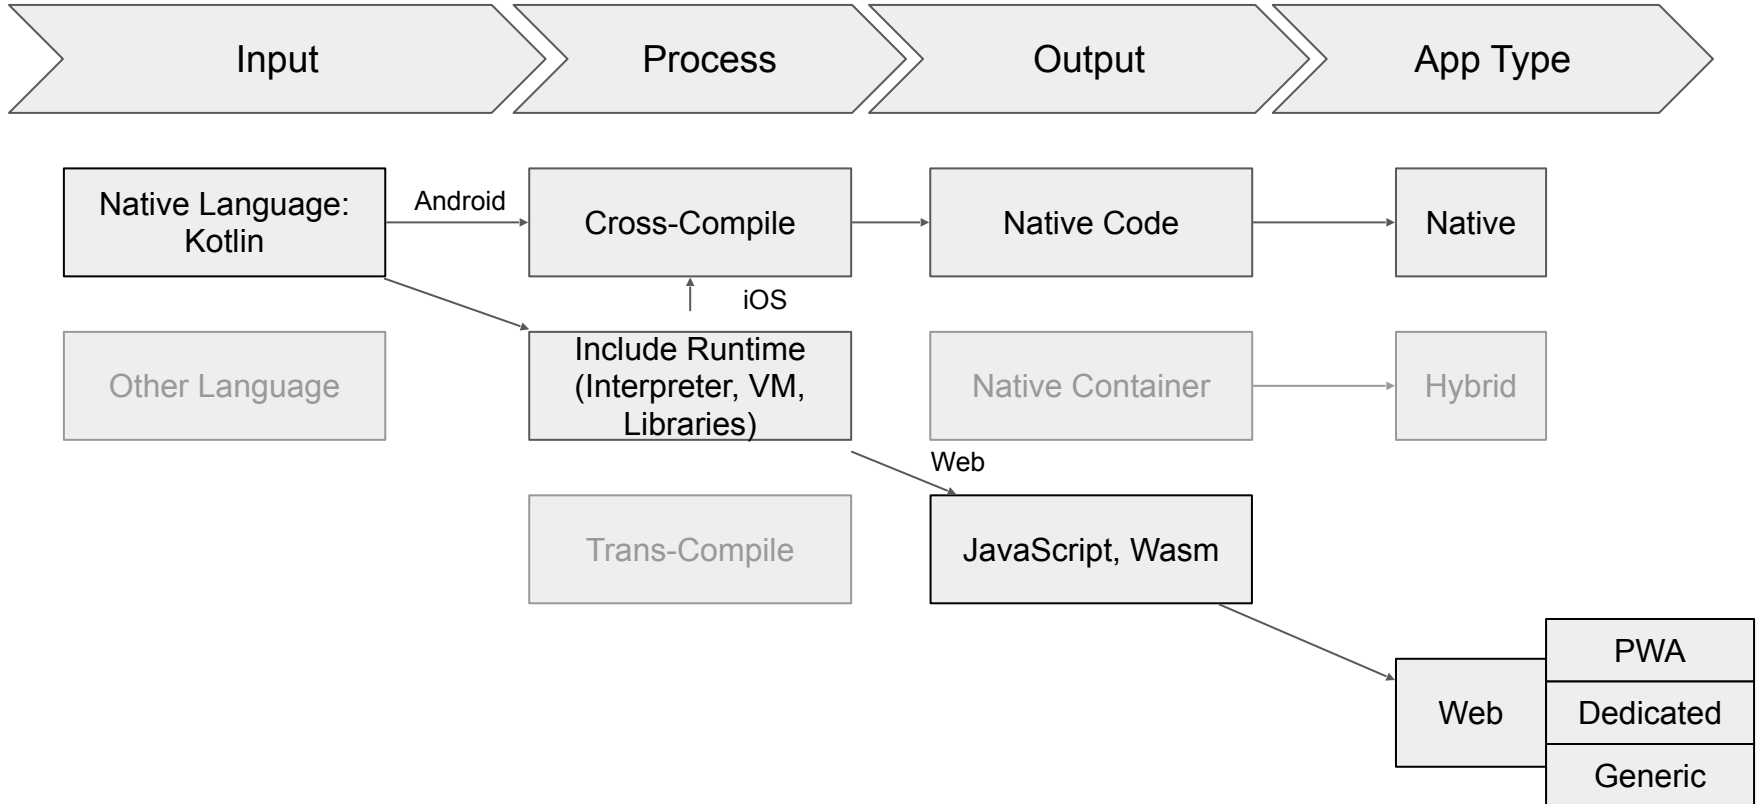 Input
Process
Output
App Type
Native Language:
Kotlin
Android
Cross-Compile
Native Code
Native
iOS
Other Language
Include Runtime
(Interpreter, VM,
Libraries)
Native Container
Hybrid
Web
Trans-Compile
JavaScript, Wasm
Web
PWA
Dedicated
Generic